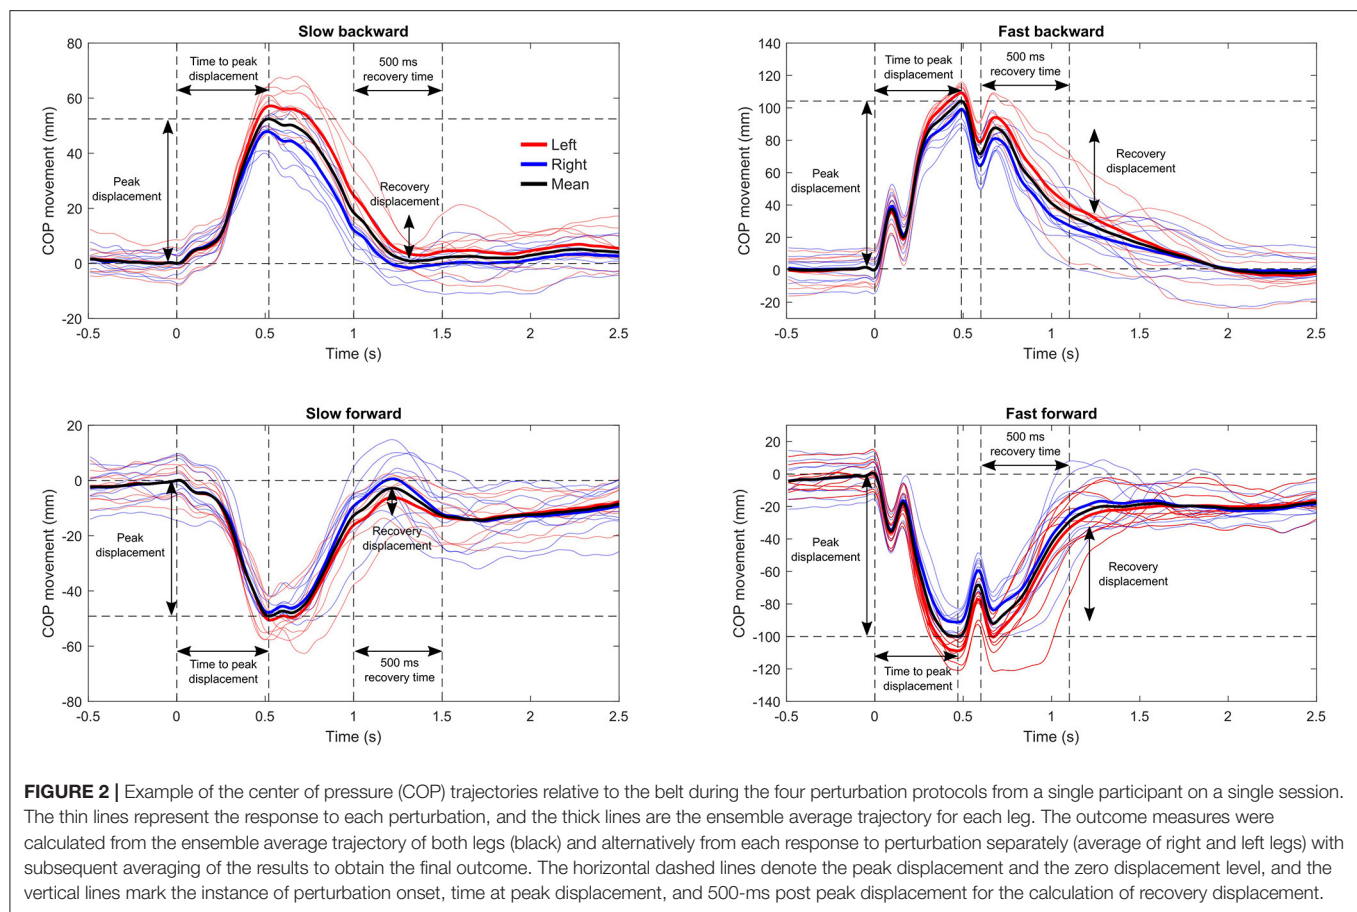 Slow backward
80
60
40
20
0
-20
COP movement (mm)
Time to peak
displacement
500 ms
recovery time
Peak
displacement
Recovery
displacement
Left
Right
Mean
-0.5
0
0.5
1
1.5
2
2.5
Time (s)
Fast backward
140
120
100
80
60
40
20
0
-20
COP movement (mm)
Time to peak
displacement
500 ms
recovery time
Peak
displacement
Recovery
displacement
-0.5
0
0.5
1
1.5
2
2.5
Time (s)
Slow forward
20
0
-20
-40
-60
-80
COP movement (mm)
Peak
displacement
Recovery
displacement
Time to peak
displacement
500 ms
recovery time
-0.5
0
0.5
1
1.5
2
2.5
Time (s)
Fast forward
20
0
-20
-40
-60
-80
-100
-120
-140
COP movement (mm)
500 ms
recovery time
Peak
displacement
Recovery
displacement
Time to peak
displacement
-0.5
0
0.5
1
1.5
2
2.5
Time (s)
FIGURE 2 | Example of the center of pressure (COP) trajectories relative to the belt during the four perturbation protocols from a single participant on a single session.
The thin lines represent the response to each perturbation, and the thick lines are the ensemble average trajectory for each leg. The outcome measures were
calculated from the ensemble average trajectory of both legs (black) and alternatively from each response to perturbation separately (average of right and left legs) with
subsequent averaging of the results to obtain the final outcome. The horizontal dashed lines denote the peak displacement and the zero displacement level, and the
vertical lines mark the instance of perturbation onset, time at peak displacement, and 500-ms post peak displacement for the calculation of recovery displacement.